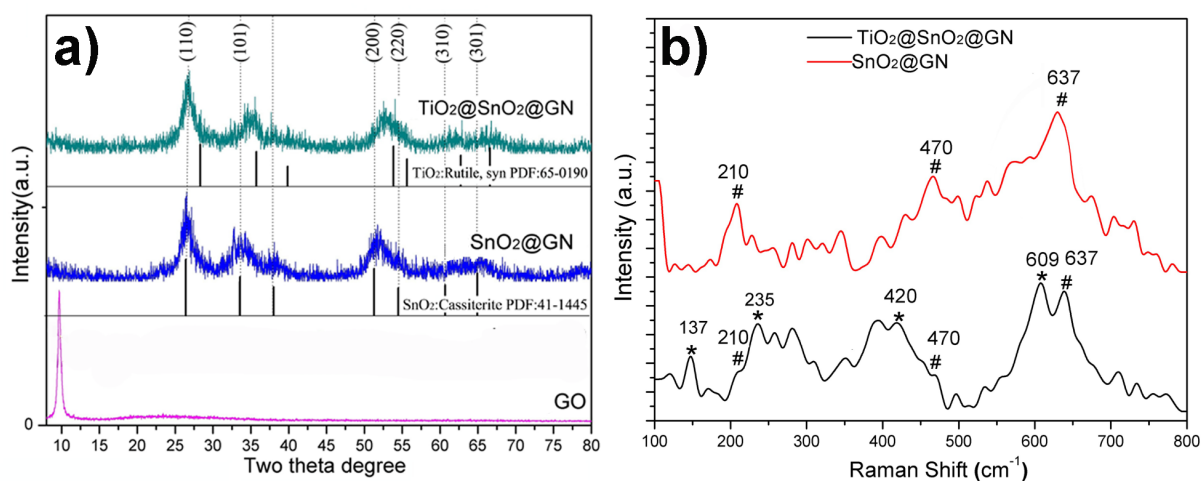 a)
(110)
(101)
(200)
(220)
(310)
(301)
TiO₂@SnO₂@GN
TiO₂:Rutile, syn PDF:65-0190
SnO₂@GN
SnO₂:Cassiterite PDF:41-1445
GO
Intensity(a.u.)
0
10 15 20 25 30 35 40 45 50 55 60 65 70 75 80
Two theta degree
b)
TiO₂@SnO₂@GN
SnO₂@GN
637
#
470
#
210
#
609 637
* #
235
*
420
*
137
*
210
#
470
#
Intensity (a.u.)
100 200 300 400 500 600 700 800
Raman Shift (cm⁻¹)